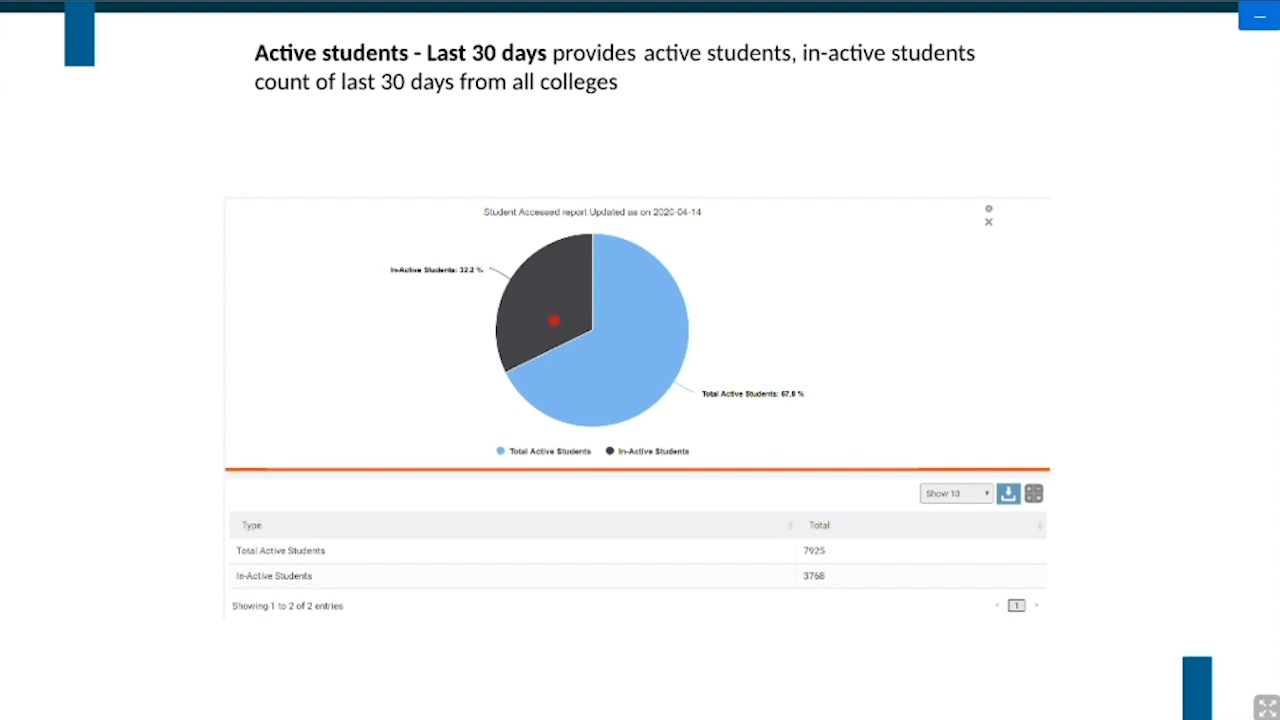 Active students - Last 30 days provides active students, in-active students
count of last 30 days from all colleges
Student Accessed report Updated as on 2020-04-14
In-Active Students: 32.2 %
Total Active Students: 67.8 %
Total Active Students In-Active Students
Show 10
Type Total
Total Active Students 7925
In-Active Students 3768
Showing 1 to 2 of 2 entries 1